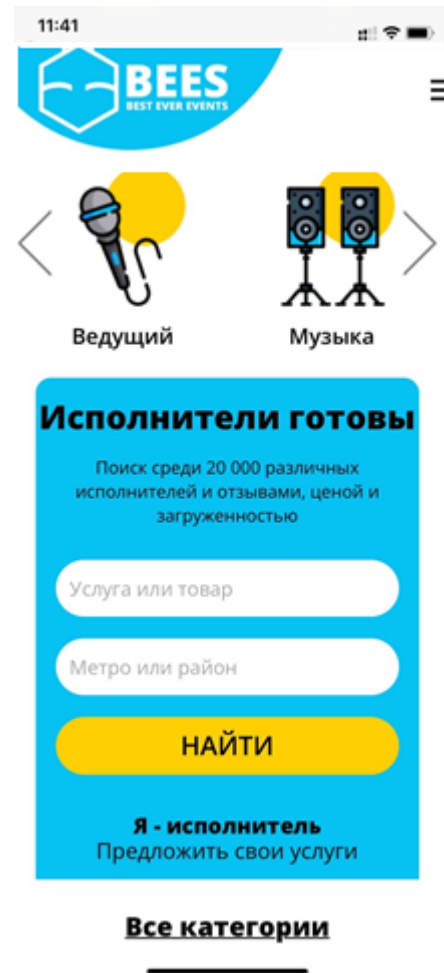 11:41
BEES
BEST EVER EVENTS
Ведущий
Музыка
Исполнители готовы
Поиск среди 20 000 различных
исполнителей и отзывами, ценой и
загруженностью
Услуга или товар
Метро или район
НАЙТИ
Я - исполнитель
Предложить свои услуги
Все категории